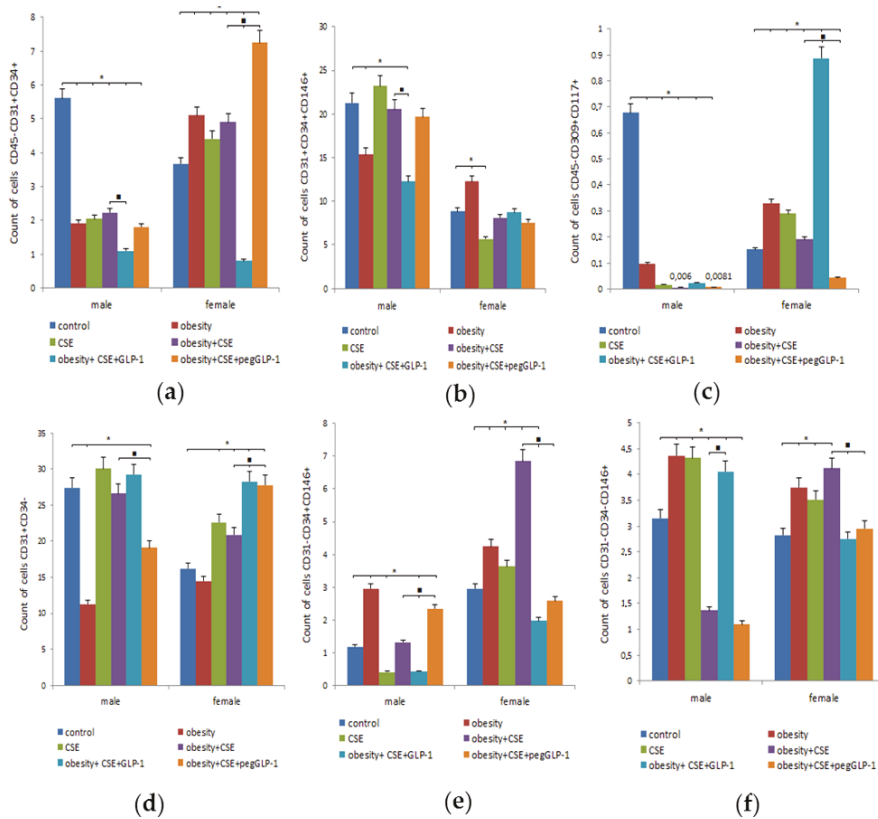 Count of cells CD45-CD31+CD34+
8
7
6
5
4
3
2
1
0
*
■
-
■
male female
control obesity
CSE obesity+CSE
obesity+ CSE+GLP-1 obesity+CSE+pegGLP-1
(a)
Count of cells CD31+CD34+CD146+
30
25
20
15
10
5
0
*
■
*
male female
control obesity
CSE obesity+CSE
obesity+ CSE+GLP-1 obesity+CSE+pegGLP-1
(b)
Count of cells CD45-CD309+CD117+
1
0,9
0,8
0,7
0,6
0,5
0,4
0,3
0,2
0,1
0
*
0,006 0,0081
*
■
male female
control obesity
CSE obesity+CSE
obesity+ CSE+GLP-1 obesity+CSE+pegGLP-1
(c)
Count of cells CD31+CD34-
35
30
25
20
15
10
5
0
*
■
*
■
male female
control obesity
CSE obesity+CSE
obesity+ CSE+GLP-1 obesity+CSE+pegGLP-1
(d)
Count of cells CD31-CD34+CD146+
8
7
6
5
4
3
2
1
0
*
■
*
■
male female
control obesity
CSE obesity+CSE
obesity+ CSE+GLP-1 obesity+CSE+pegGLP-1
(e)
Count of cells CD31-CD34-CD146+
5
4,5
4
3,5
3
2,5
2
1,5
1
0,5
0
*
■
*
■
male female
control obesity
CSE obesity+CSE
obesity+ CSE+GLP-1 obesity+CSE+pegGLP-1
(f)